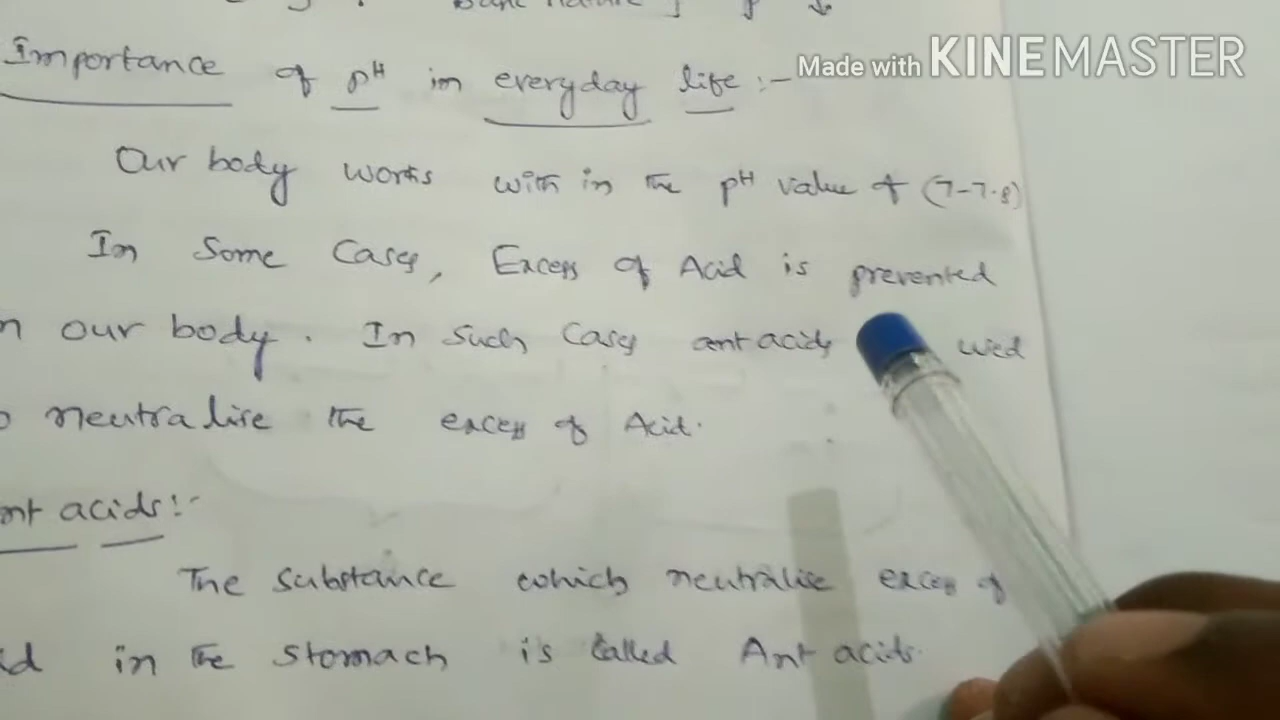 Made with KINEMASTER
Importance of pH in everyday life :-
Our body works with in the pH value of (7-7.8)
In Some Cases, Excess of Acid is prevented
n our body. In Such Cases antacids used
o neutralise the excess of Acid.
nt acids :-
The substance which neutralise excess of
id in the stomach is called Ant acids.